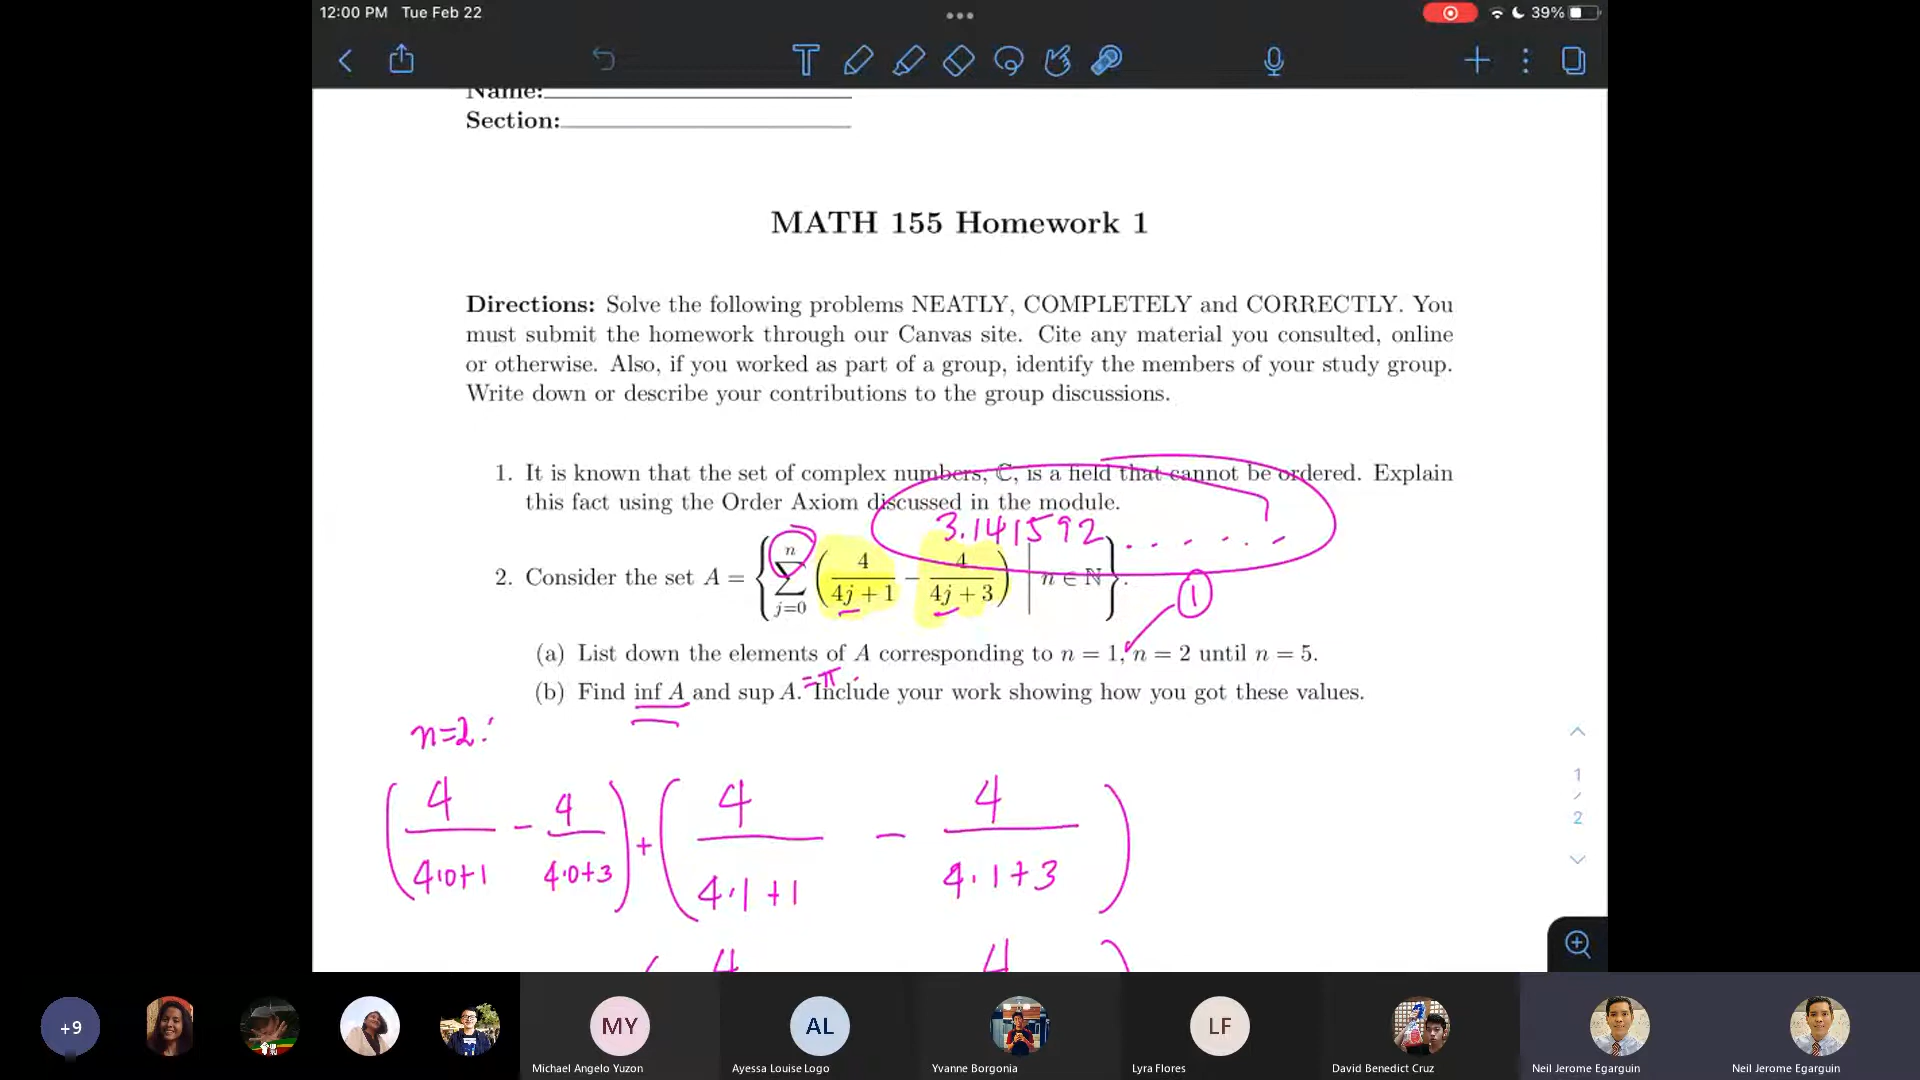 12:00 PM Tue Feb 22
39%
Name:
Section:
MATH 155 Homework 1
Directions: Solve the following problems NEATLY, COMPLETELY and CORRECTLY. You
must submit the homework through our Canvas site. Cite any material you consulted, online
or otherwise. Also, if you worked as part of a group, identify the members of your study group.
Write down or describe your contributions to the group discussions.
1. It is known that the set of complex numbers, ℂ, is a field that cannot be ordered. Explain
this fact using the Order Axiom discussed in the module.
3.141592.......
2. Consider the set A = { ∑_{j=0}^{n} ( 4/(4j + 1) − 4/(4j + 3) ) | n ∈ ℕ }.
1
(a) List down the elements of A corresponding to n = 1, n = 2 until n = 5.
(b) Find inf A and sup A. Include your work showing how you got these values.
=π
n=2:
( 4/(4·0+1) − 4/(4·0+3) ) + ( 4/(4·1+1) − 4/(4·1+3) )
( 4 4 )
1
/
2
+9
MY
AL
LF
Michael Angelo Yuzon
Ayessa Louise Logo
Yvanne Borgonia
Lyra Flores
David Benedict Cruz
Neil Jerome Egarguin
Neil Jerome Egarguin